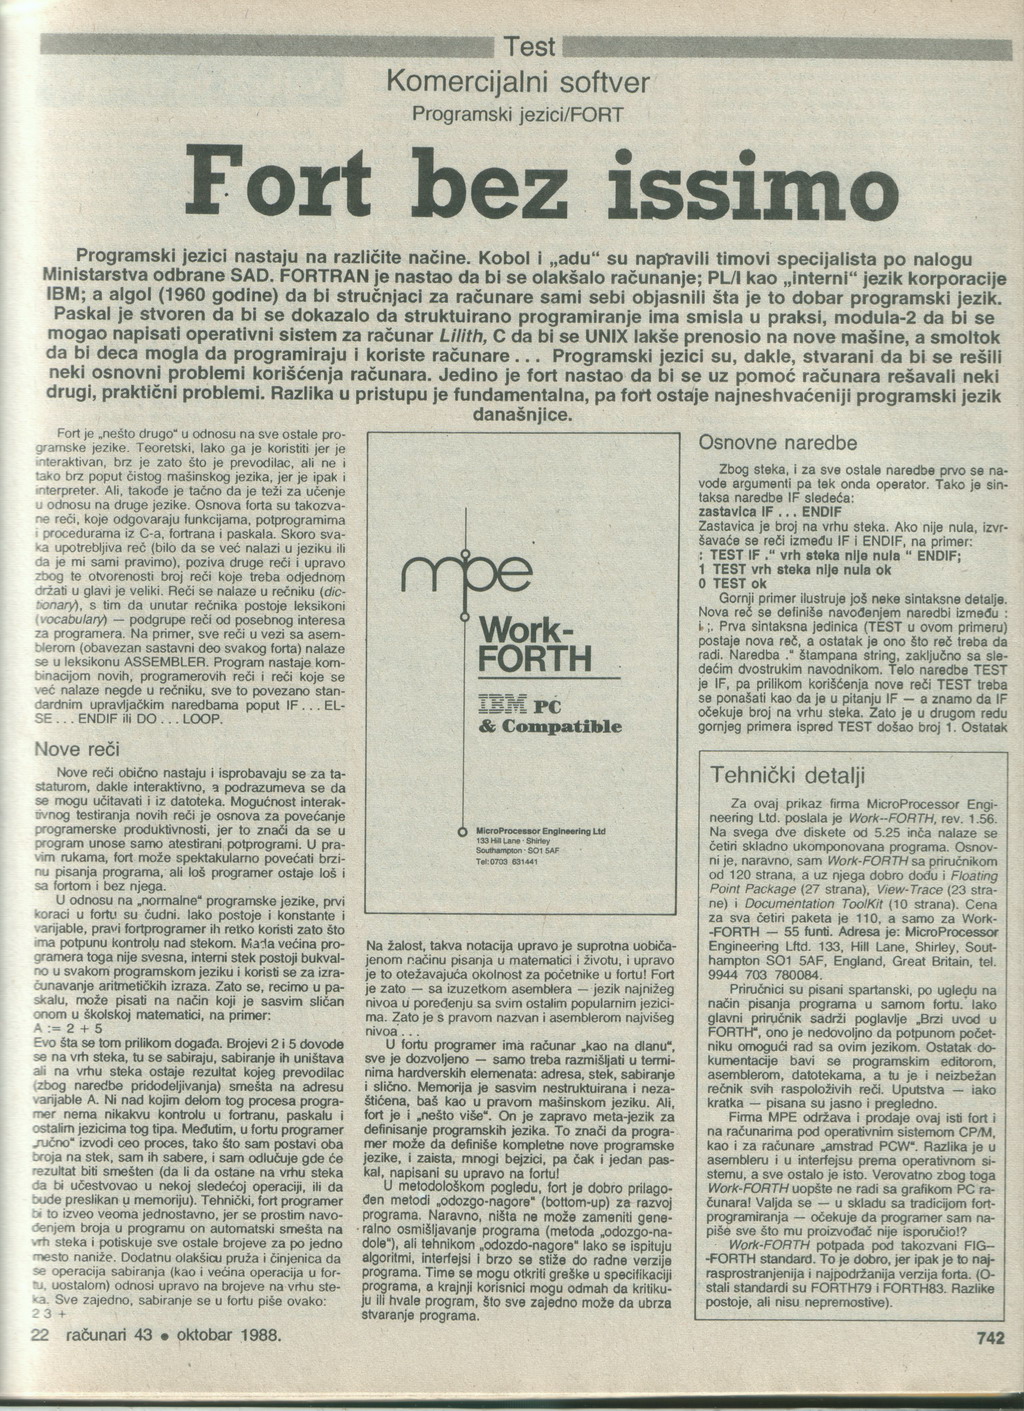 Test
Komercijalni softver
Programski jezici/FORT
Fort bez issimo
Programski jezici nastaju na različite načine. Kobol i „adu“ su napravili timovi specijalista po nalogu
Ministarstva odbrane SAD. FORTRAN je nastao da bi se olakšalo računanje; PL/I kao „interni“ jezik korporacije
IBM; a algol (1960 godine) da bi stručnjaci za računare sami sebi objasnili šta je to dobar programski jezik.
Paskal je stvoren da bi se dokazalo da struktuirano programiranje ima smisla u praksi, modula-2 da bi se
mogao napisati operativni sistem za računar Lilith, C da bi se UNIX lakše prenosio na nove mašine, a smoltok
da bi deca mogla da programiraju i koriste računare ... Programski jezici su, dakle, stvarani da bi se rešili
neki osnovni problemi korišćenja računara. Jedino je fort nastao da bi se uz pomoć računara rešavali neki
drugi, praktični problemi. Razlika u pristupu je fundamentalna, pa fort ostaje najneshvaćeniji programski jezik
današnjice.
Fort je „nešto drugo“ u odnosu na sve ostale pro-
gramske jezike. Teoretski, lako ga je koristiti jer je
interaktivan, brz je zato što je prevodilac, ali ne i
tako brz poput čistog mašinskog jezika, jer je ipak i
interpreter. Ali, takođe je tačno da je teži za učenje
u odnosu na druge jezike. Osnova forta su takozva-
ne reči, koje odgovaraju funkcijama, potprogramima
i procedurama iz C-a, fortrana i paskala. Skoro sva-
ka upotrebljiva reč (bilo da se već nalazi u jeziku ili
da je mi sami pravimo), poziva druge reči i upravo
zbog te otvorenosti broj reči koje treba odjednom
držati u glavi je veliki. Reči se nalaze u rečniku (dic-
tionary), s tim da unutar rečnika postoje leksikoni
(vocabulary) — podgrupe reči od posebnog interesa
za programera. Na primer, sve reči u vezi sa asem-
blerom (obavezan sastavni deo svakog forta) nalaze
se u leksikonu ASSEMBLER. Program nastaje kom-
binacijom novih, programerovih reči i reči koje se
već nalaze negde u rečniku, sve to povezano stan-
dardnim upravljačkim naredbama poput IF ... EL-
SE ... ENDIF ili DO ... LOOP.
Nove reči
Nove reči obično nastaju i isprobavaju se za ta-
staturom, dakle interaktivno, a podrazumeva se da
se mogu učitavati i iz datoteka. Mogućnost interak-
tivnog testiranja novih reči je osnova za povećanje
programerske produktivnosti, jer to znači da se u
program unose samo atestirani potprogrami. U pra-
vim rukama, fort može spektakularno povećati brzi-
nu pisanja programa, ali loš programer ostaje loš i
sa fortom i bez njega.
U odnosu na „normalne“ programske jezike, prvi
koraci u fortu su čudni. Iako postoje i konstante i
varijable, pravi fortprogramer ih retko koristi zato što
ima potpunu kontrolu nad stekom. Mada većina pro-
gramera toga nije svesna, interni stek postoji bukval-
no u svakom programskom jeziku i koristi se za izra-
čunavanje aritmetičkih izraza. Zato se, recimo u pa-
skalu, može pisati na način koji je sasvim sličan
onom u školskoj matematici, na primer:
A := 2 + 5
Evo šta se tom prilikom događa. Brojevi 2 i 5 dovode
se na vrh steka, tu se sabiraju, sabiranje ih uništava
ali na vrhu steka ostaje rezultat kojeg prevodilac
(zbog naredbe pridodeljivanja) smešta na adresu
varijable A. Ni nad kojim delom tog procesa progra-
mer nema nikakvu kontrolu u fortranu, paskalu i
ostalim jezicima tog tipa. Međutim, u fortu programer
„ručno“ izvodi ceo proces, tako što sam postavi oba
broja na stek, sam ih sabere, i sam odlučuje gde će
rezultat biti smešten (da li da ostane na vrhu steka
da bi učestvovao u nekoj sledećoj operaciji, ili da
bude preslikan u memoriju). Tehnički, fort programer
bi to izveo veoma jednostavno, jer se prostim navo-
đenjem broja u programu on automatski smešta na
vrh steka i potiskuje sve ostale brojeve za po jedno
mesto naniže. Dodatnu olakšicu pruža i činjenica da
se operacija sabiranja (kao i većina operacija u for-
tu, uostalom) odnosi upravo na brojeve na vrhu ste-
ka. Sve zajedno, sabiranje se u fortu piše ovako:
2 3 +
mpe
Work-
FORTH
IBM PC
& Compatible
MicroProcessor Engineering Ltd
133 Hill Lane · Shirley
Southampton · SO1 5AF
Tel: 0703 631441
Na žalost, takva notacija upravo je suprotna uobiča-
jenom načinu pisanja u matematici i životu, i upravo
je to otežavajuća okolnost za početnike u fortu! Fort
je zato — sa izuzetkom asemblera — jezik najnižeg
nivoa u poređenju sa svim ostalim popularnim jezici-
ma. Zato je s pravom nazvan i asemblerom najvišeg
nivoa ...
U fortu programer ima računar „kao na dlanu“,
sve je dozvoljeno — samo treba razmišljati u termi-
nima hardverskih elemenata: adresa, stek, sabiranje
i slično. Memorija je sasvim nestruktuirana i neza-
štićena, baš kao u pravom mašinskom jeziku. Ali,
fort je i „nešto više“. On je zapravo meta-jezik za
definisanje programskih jezika. To znači da progra-
mer može da definiše kompletne nove programske
jezike, i zaista, mnogi bejzici, pa čak i jedan pas-
kal, napisani su upravo na fortu!
U metodološkom pogledu, fort je dobro prilago-
đen metodi „odozgo-nagore“ (bottom-up) za razvoj
programa. Naravno, ništa ne može zameniti gene-
ralno osmišljavanje programa (metoda „odozgo-na-
dole“), ali tehnikom „odozdo-nagore“ lako se ispituju
algoritmi, interfejsi i brzo se stiže do radne verzije
programa. Time se mogu otkriti greške u specifikaciji
programa, a krajnji korisnici mogu odmah da kritiku-
ju ili hvale program, što sve zajedno može da ubrza
stvaranje programa.
Osnovne naredbe
Zbog steka, i za sve ostale naredbe prvo se na-
vode argumenti pa tek onda operator. Tako je sin-
taksa naredbe IF sledeća:
zastavica IF ... ENDIF
Zastavica je broj na vrhu steka. Ako nije nula, izvr-
šavaće se reči između IF i ENDIF, na primer:
: TEST IF .“ vrh steka nije nula “ ENDIF;
1 TEST vrh steka nije nula ok
0 TEST ok
Gornji primer ilustruje još neke sintaksne detalje.
Nova reč se definiše navođenjem naredbi između :
i ;. Prva sintaksna jedinica (TEST u ovom primeru)
postaje nova reč, a ostatak je ono što reč treba da
radi. Naredba .“ štampana string, zaključno sa sle-
dećim dvostrukim navodnikom. Telo naredbe TEST
je IF, pa prilikom korišćenja nove reči TEST treba
se ponašati kao da je u pitanju IF — a znamo da IF
očekuje broj na vrhu steka. Zato je u drugom redu
gornjeg primera ispred TEST došao broj 1. Ostatak
Tehnički detalji
Za ovaj prikaz firma MicroProcessor Engi-
neering Ltd. poslala je Work--FORTH, rev. 1.56.
Na svega dve diskete od 5.25 inča nalaze se
četiri skladno ukomponovana programa. Osnov-
ni je, naravno, sam Work-FORTH sa priručnikom
od 120 strana, a uz njega dobro dođu i Floating
Point Package (27 strana), View-Trace (23 stra-
ne) i Documentation ToolKit (10 strana). Cena
za sva četiri paketa je 110, a samo za Work-
-FORTH — 55 funti. Adresa je: MicroProcessor
Engineering Lftd. 133, Hill Lane, Shirley, Sout-
hampton SO1 5AF, England, Great Britain, tel.
9944 703 780084.
Priručnici su pisani spartanski, po ugledu na
način pisanja programa u samom fortu. Iako
glavni priručnik sadrži poglavlje „Brzi uvod u
FORTH“, ono je nedovoljno da potpunom počet-
niku omogući rad sa ovim jezikom. Ostatak do-
kumentacije bavi se programskim editorom,
asemblerom, datotekama, a tu je i neizbežan
rečnik svih raspoloživih reči. Uputstva — iako
kratka — pisana su jasno i pregledno.
Firma MPE održava i prodaje ovaj isti fort i
na računarima pod operativnim sistemom CP/M,
kao i za računare „amstrad PCW“. Razlika je u
asembleru i u interfejsu prema operativnom si-
stemu, a sve ostalo je isto. Verovatno zbog toga
Work-FORTH uopšte ne radi sa grafikom PC ra-
čunara! Valjda se — u skladu sa tradicijom fort-
programiranja — očekuje da programer sam na-
piše sve što mu proizvođač nije isporučio!?
Work-FORTH potpada pod takozvani FIG--
-FORTH standard. To je dobro, jer ipak je to naj-
rasprostranjenija i najpodržanija verzija forta. (O-
stali standardi su FORTH79 i FORTH83. Razlike
postoje, ali nisu nepremostive).
22 računari 43 • oktobar 1988.
742